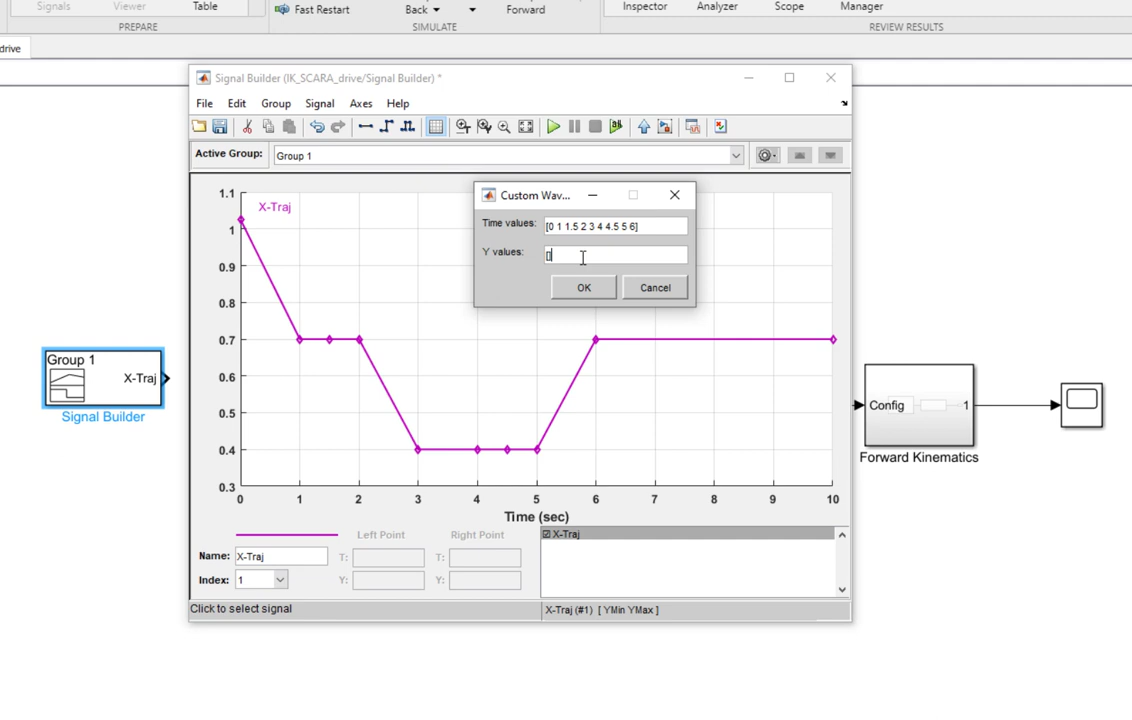 Signals Viewer Table
Fast Restart Back Forward
Inspector Analyzer Scope Manager
PREPARE SIMULATE REVIEW RESULTS
drive
Signal Builder (IK_SCARA_drive/Signal Builder) *
File Edit Group Signal Axes Help
Active Group: Group 1
Custom Wav...
Time values: [0 1 1.5 2 3 4 4.5 5 6]
Y values: []
OK Cancel
X-Traj
1.1
1
0.9
0.8
0.7
0.6
0.5
0.4
0.3
0 1 2 3 4 5 6 7 8 9 10
Time (sec)
Group 1
X-Traj
Signal Builder
Config 1
Forward Kinematics
Left Point Right Point
Name: X-Traj T: T:
Index: 1 Y: Y:
X-Traj
Click to select signal
X-Traj (#1) [ YMin YMax ]